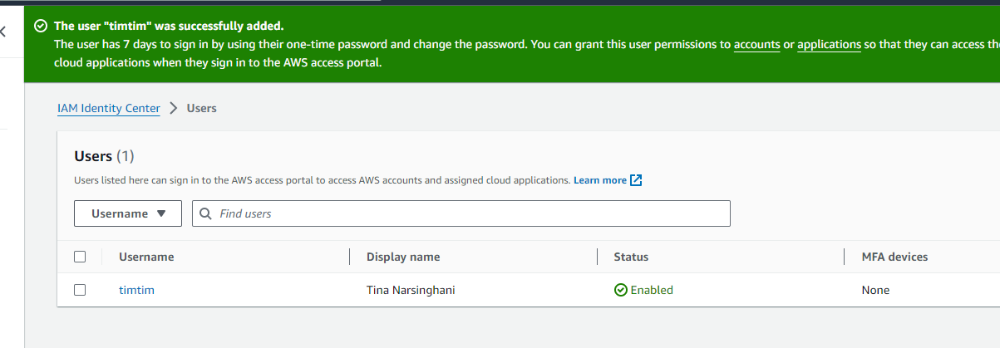 The user "timtim" was successfully added.
The user has 7 days to sign in by using their one-time password and change the password. You can grant this user permissions to accounts or applications so that they can access the
cloud applications when they sign in to the AWS access portal.
IAM Identity Center > Users
Users (1)
Users listed here can sign in to the AWS access portal to access AWS accounts and assigned cloud applications. Learn more
Username Find users
Username Display name Status MFA devices
timtim Tina Narsinghani Enabled None